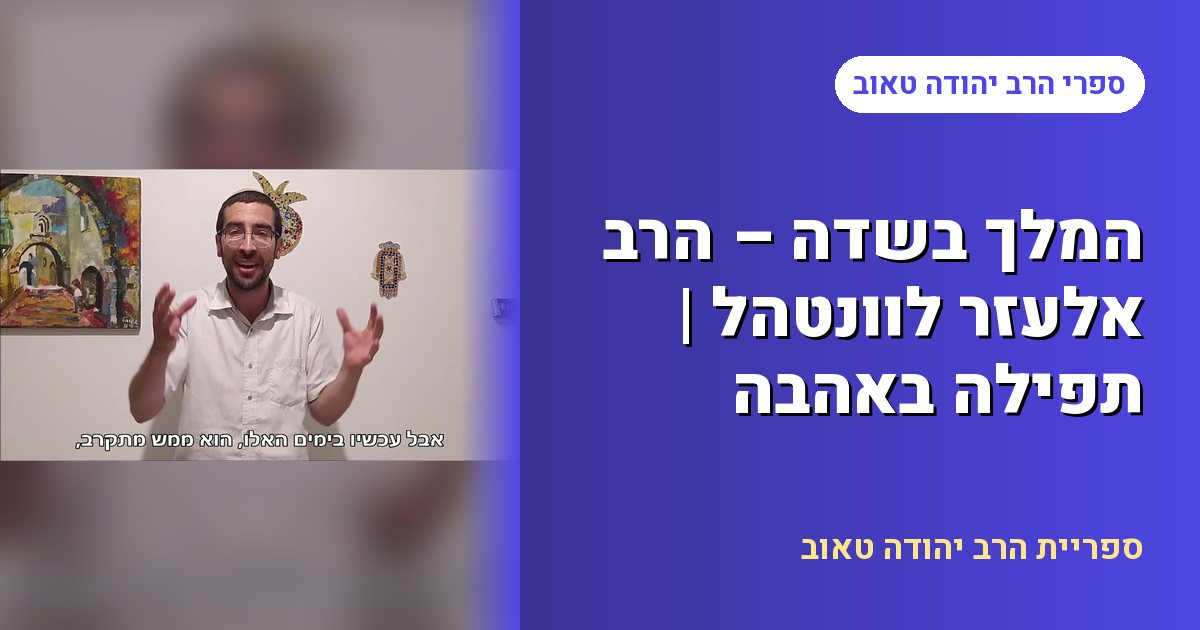 ספרי הרב יהודה טאוב
המלך בשדה – הרב
אלעזר לוונטהל |
תפילה באהבה
ספריית הרב יהודה טאוב
אבל עכשיו בימים האלו, הוא ממש מתקרב,